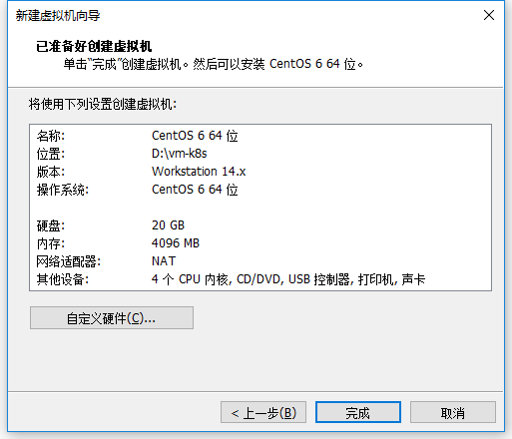 新建虚拟机向导
已准备好创建虚拟机
单击“完成”创建虚拟机。然后可以安装 CentOS 6 64 位。
将使用下列设置创建虚拟机:
名称: CentOS 6 64 位
位置: D:\vm-k8s
版本: Workstation 14.x
操作系统: CentOS 6 64 位
硬盘: 20 GB
内存: 4096 MB
网络适配器: NAT
其他设备: 4 个 CPU 内核, CD/DVD, USB 控制器, 打印机, 声卡
自定义硬件(C)...
< 上一步(B) 完成 取消